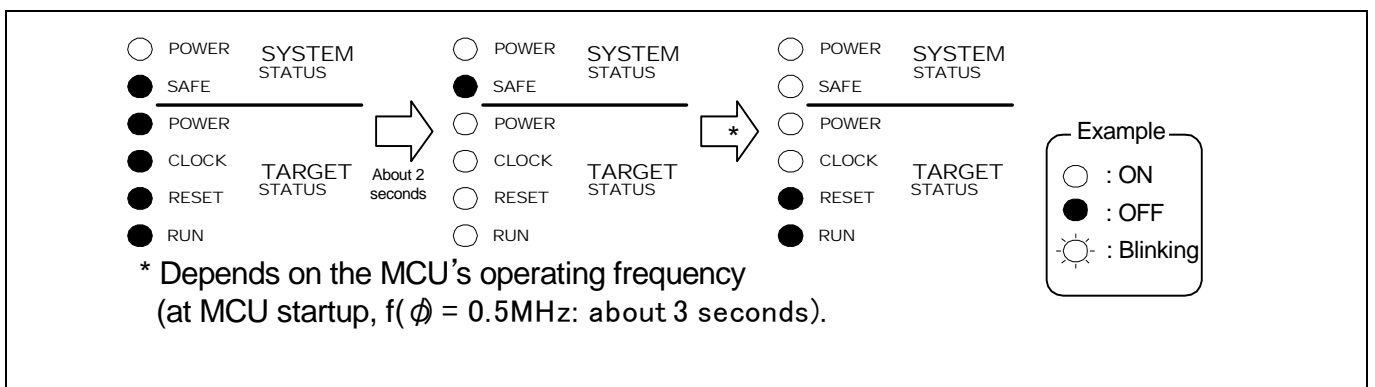 POWER
SYSTEM
STATUS
SAFE
POWER
CLOCK
TARGET
STATUS
RESET
RUN
About 2
seconds
POWER
SYSTEM
STATUS
SAFE
POWER
CLOCK
TARGET
STATUS
RESET
RUN
*
POWER
SYSTEM
STATUS
SAFE
POWER
CLOCK
TARGET
STATUS
RESET
RUN
Example
: ON
: OFF
: Blinking
* Depends on the MCU's operating frequency
(at MCU startup, f(ϕ) = 0.5MHz: about 3 seconds).